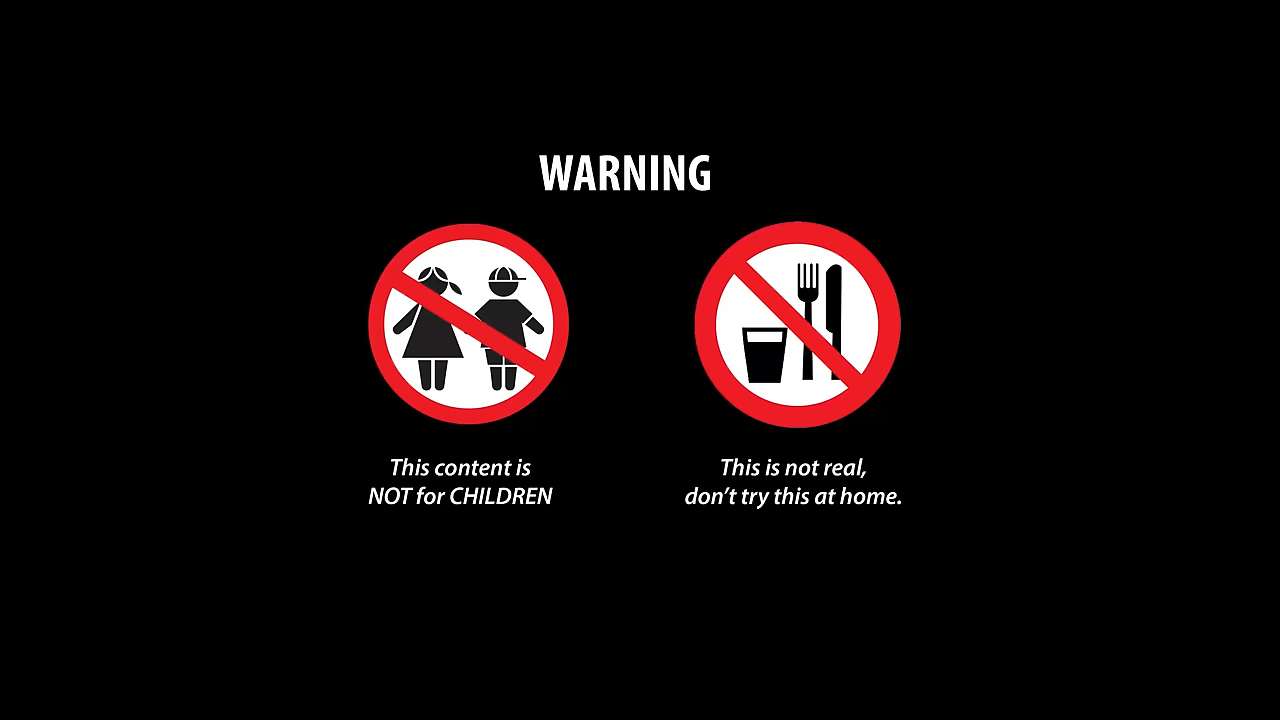 WARNING
This content is
NOT for CHILDREN
This is not real,
don't try this at home.